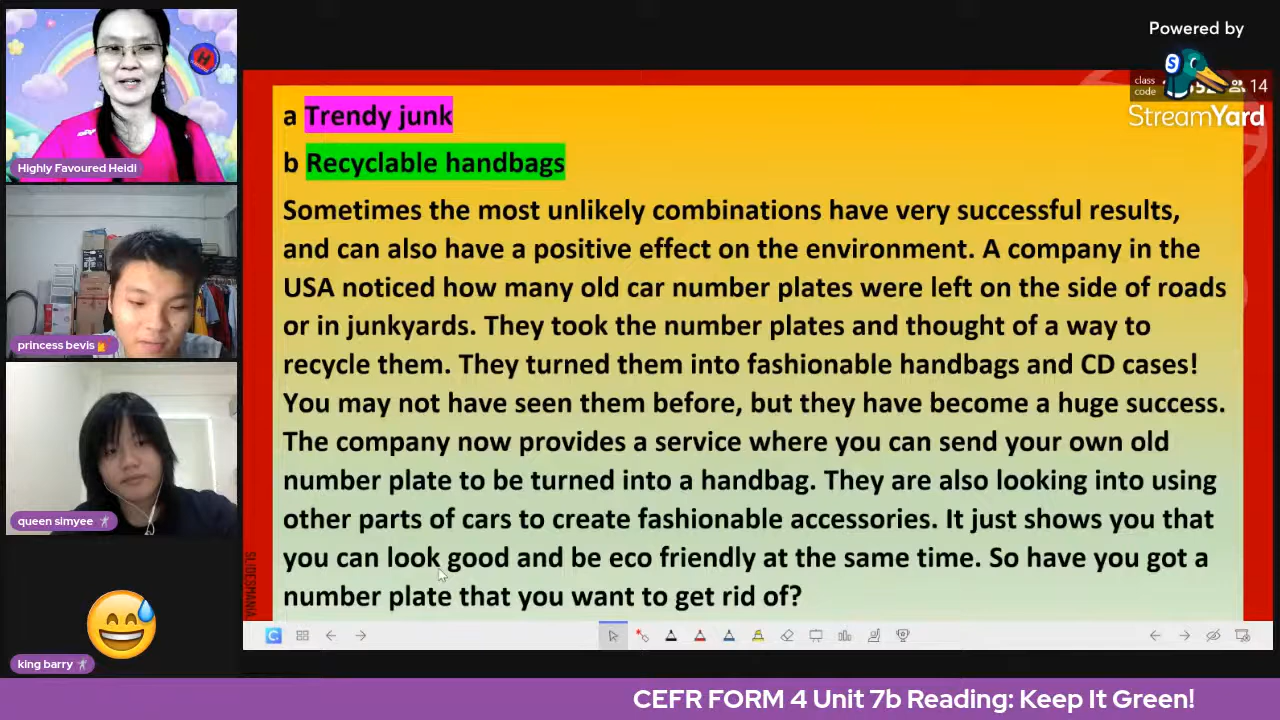 Powered by
StreamYard
class
code
14
Highly Favoured Heidi
princess bevis
queen simyee
king barry
a Trendy junk
b Recyclable handbags
Sometimes the most unlikely combinations have very successful results,
and can also have a positive effect on the environment. A company in the
USA noticed how many old car number plates were left on the side of roads
or in junkyards. They took the number plates and thought of a way to
recycle them. They turned them into fashionable handbags and CD cases!
You may not have seen them before, but they have become a huge success.
The company now provides a service where you can send your own old
number plate to be turned into a handbag. They are also looking into using
other parts of cars to create fashionable accessories. It just shows you that
you can look good and be eco friendly at the same time. So have you got a
number plate that you want to get rid of?
SLIDESMANIA
CEFR FORM 4 Unit 7b Reading: Keep It Green!